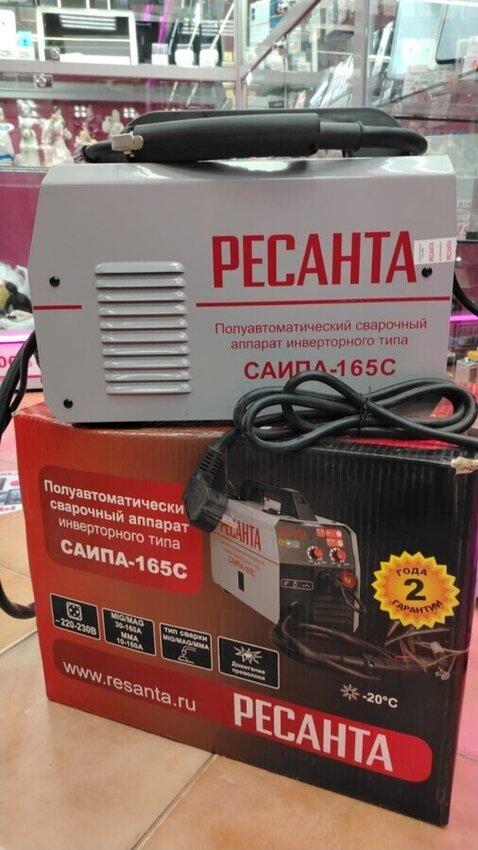 РЕСАНТА
Полуавтоматический сварочный
аппарат инверторного типа
САИПА-165С
Полуавтоматически
сварочный аппарат
инверторного типа
САИПА-165С
РЕСАНТА
2
ГОДА
ГАРАНТИИ
~220-230В
MIG/MAG
30-160А
MMA
10-160А
тип сварки
MIG/MAG/MMA
Дожигание
проволоки
-20°C
www.resanta.ru
РЕСАНТА